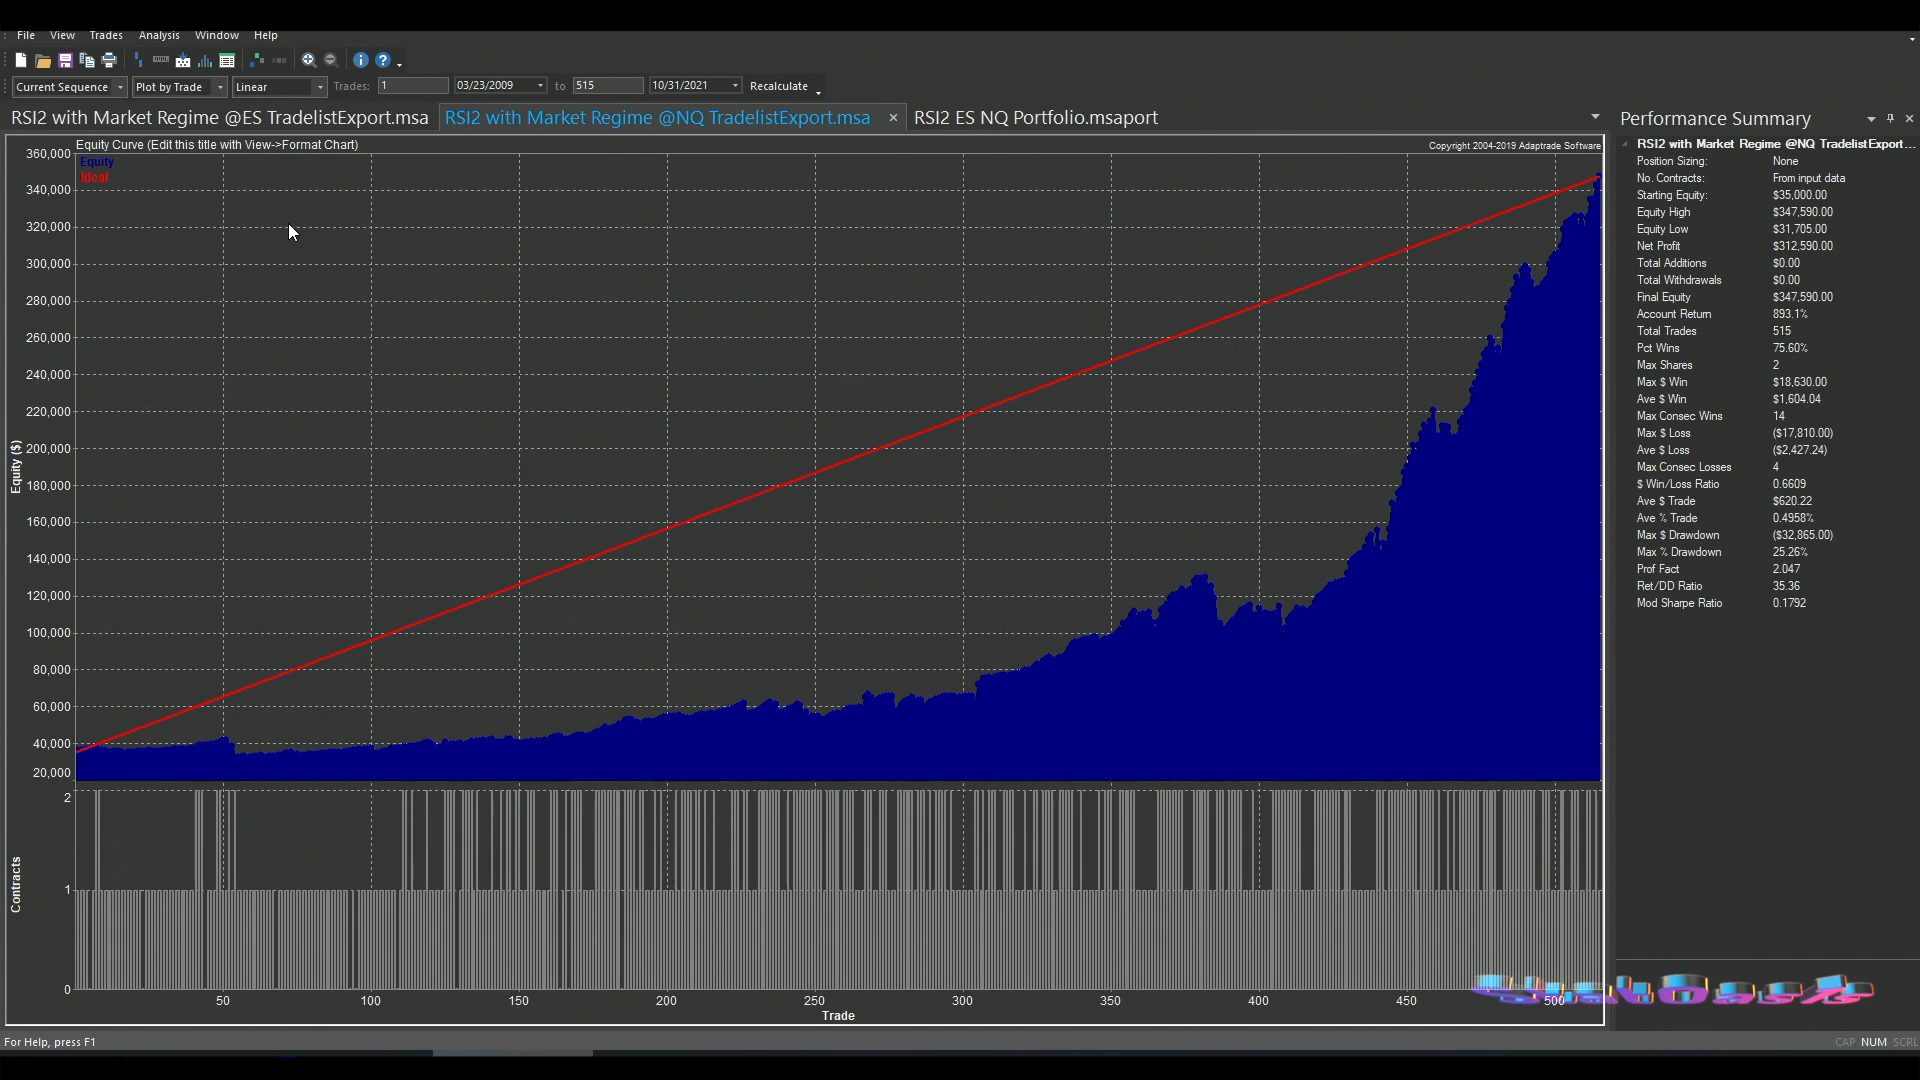 File View Trades Analysis Window Help
Current Sequence Plot by Trade Linear Trades: 1 03/23/2009 to 515 10/31/2021 Recalculate
RSI2 with Market Regime @ES TradelistExport.msa RSI2 with Market Regime @NQ TradelistExport.msa × RSI2 ES NQ Portfolio.msaport
Equity Curve (Edit this title with View->Format Chart) Copyright 2004-2019 Adaptrade Software
Equity
Ideal
360,000
340,000
320,000
300,000
280,000
260,000
240,000
220,000
200,000
180,000
160,000
140,000
120,000
100,000
80,000
60,000
40,000
20,000
Equity ($)
2
1
0
Contracts
50 100 150 200 250 300 350 400 450 500
Trade
Performance Summary
RSI2 with Market Regime @NQ TradelistExport...
Position Sizing: None
No. Contracts: From input data
Starting Equity: $35,000.00
Equity High $347,590.00
Equity Low $31,705.00
Net Profit $312,590.00
Total Additions $0.00
Total Withdrawals $0.00
Final Equity $347,590.00
Account Return 893.1%
Total Trades 515
Pct Wins 75.60%
Max Shares 2
Max $ Win $18,630.00
Ave $ Win $1,604.04
Max Consec Wins 14
Max $ Loss ($17,810.00)
Ave $ Loss ($2,427.24)
Max Consec Losses 4
$ Win/Loss Ratio 0.6609
Ave $ Trade $620.22
Ave % Trade 0.4958%
Max $ Drawdown ($32,865.00)
Max % Drawdown 25.26%
Prof Fact 2.047
Ret/DD Ratio 35.36
Mod Sharpe Ratio 0.1792
For Help, press F1
CAP NUM SCRL